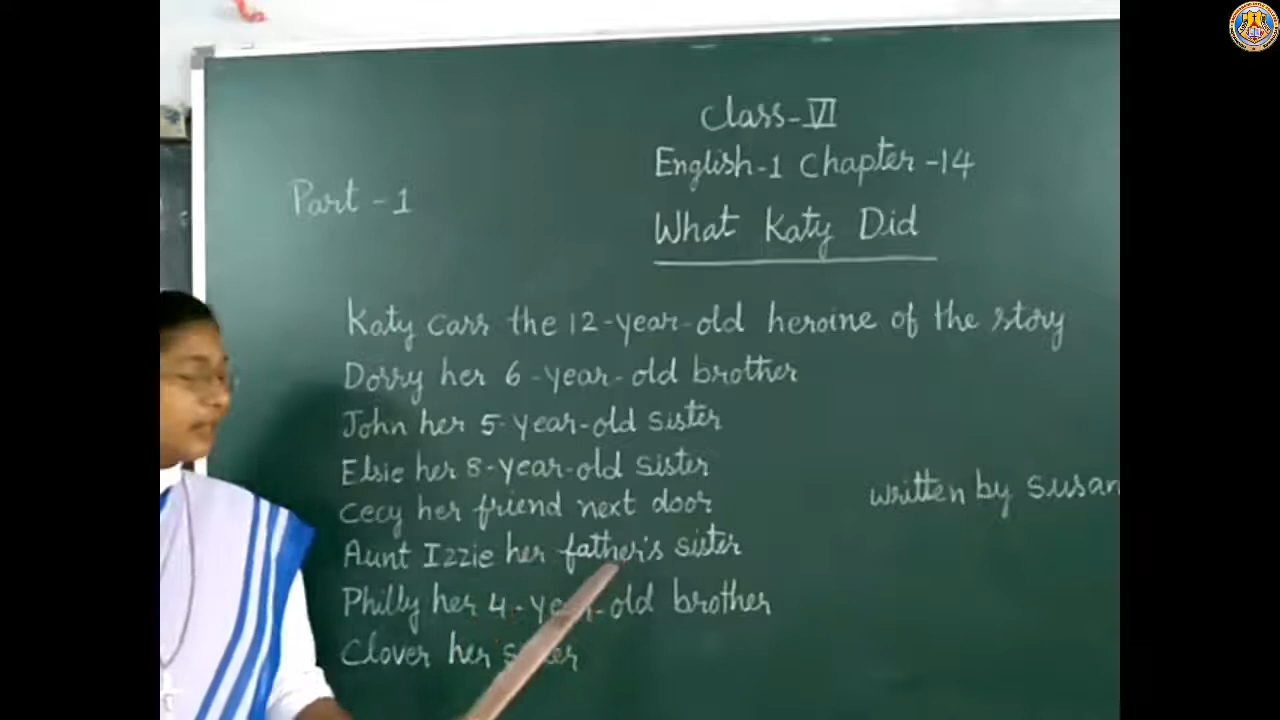 Class-VI
English-1 Chapter-14
Part-1
What Katy Did
Katy Carr the 12-year-old heroine of the story
Dorry her 6-year-old brother
John her 5-year-old sister
Elsie her 8-year-old sister
Cecy her friend next door
written by Susan
Aunt Izzie her father's sister
Philly her 4-year-old brother
Clover her sister